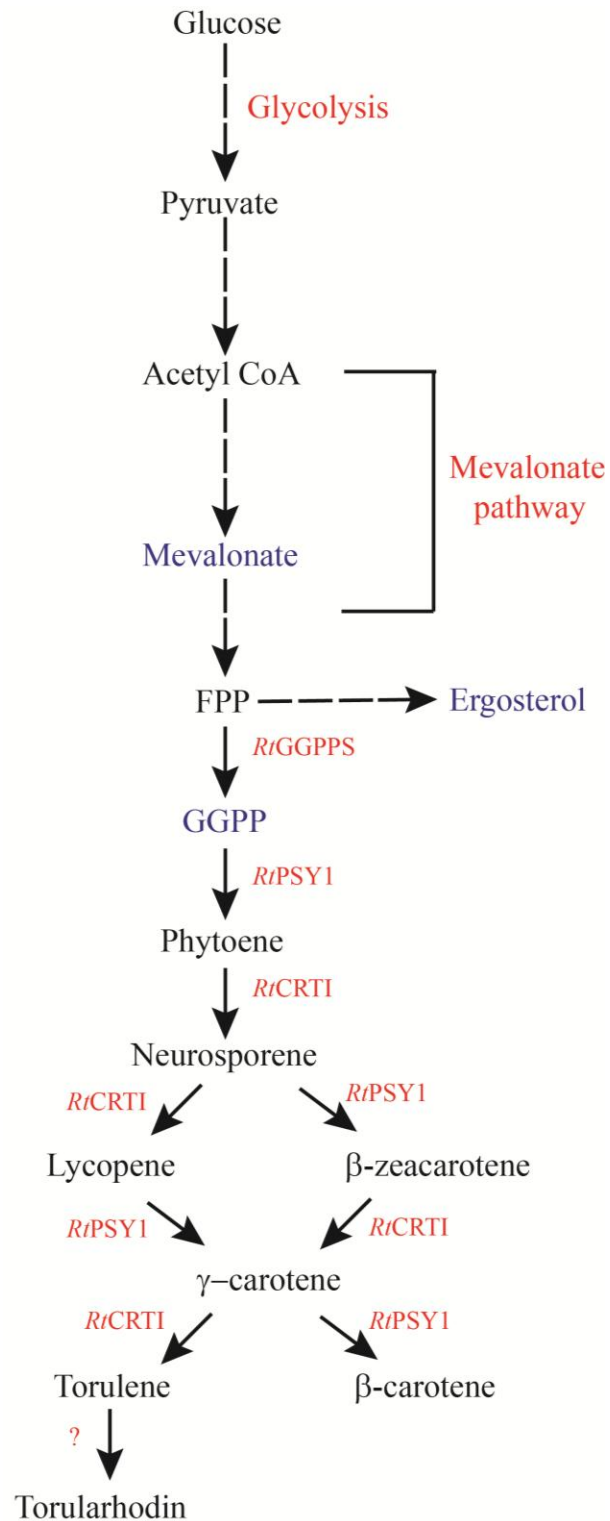 Glucose
Glycolysis
Pyruvate
Acetyl CoA
Mevalonate
pathway
Mevalonate
FPP
Ergosterol
RtGGPPS
GGPP
RtPSY1
Phytoene
RtCRTI
Neurosporene
RtCRTI
RtPSY1
Lycopene
β-zeacarotene
RtPSY1
RtCRTI
γ–carotene
RtCRTI
RtPSY1
Torulene
β-carotene
?
Torularhodin